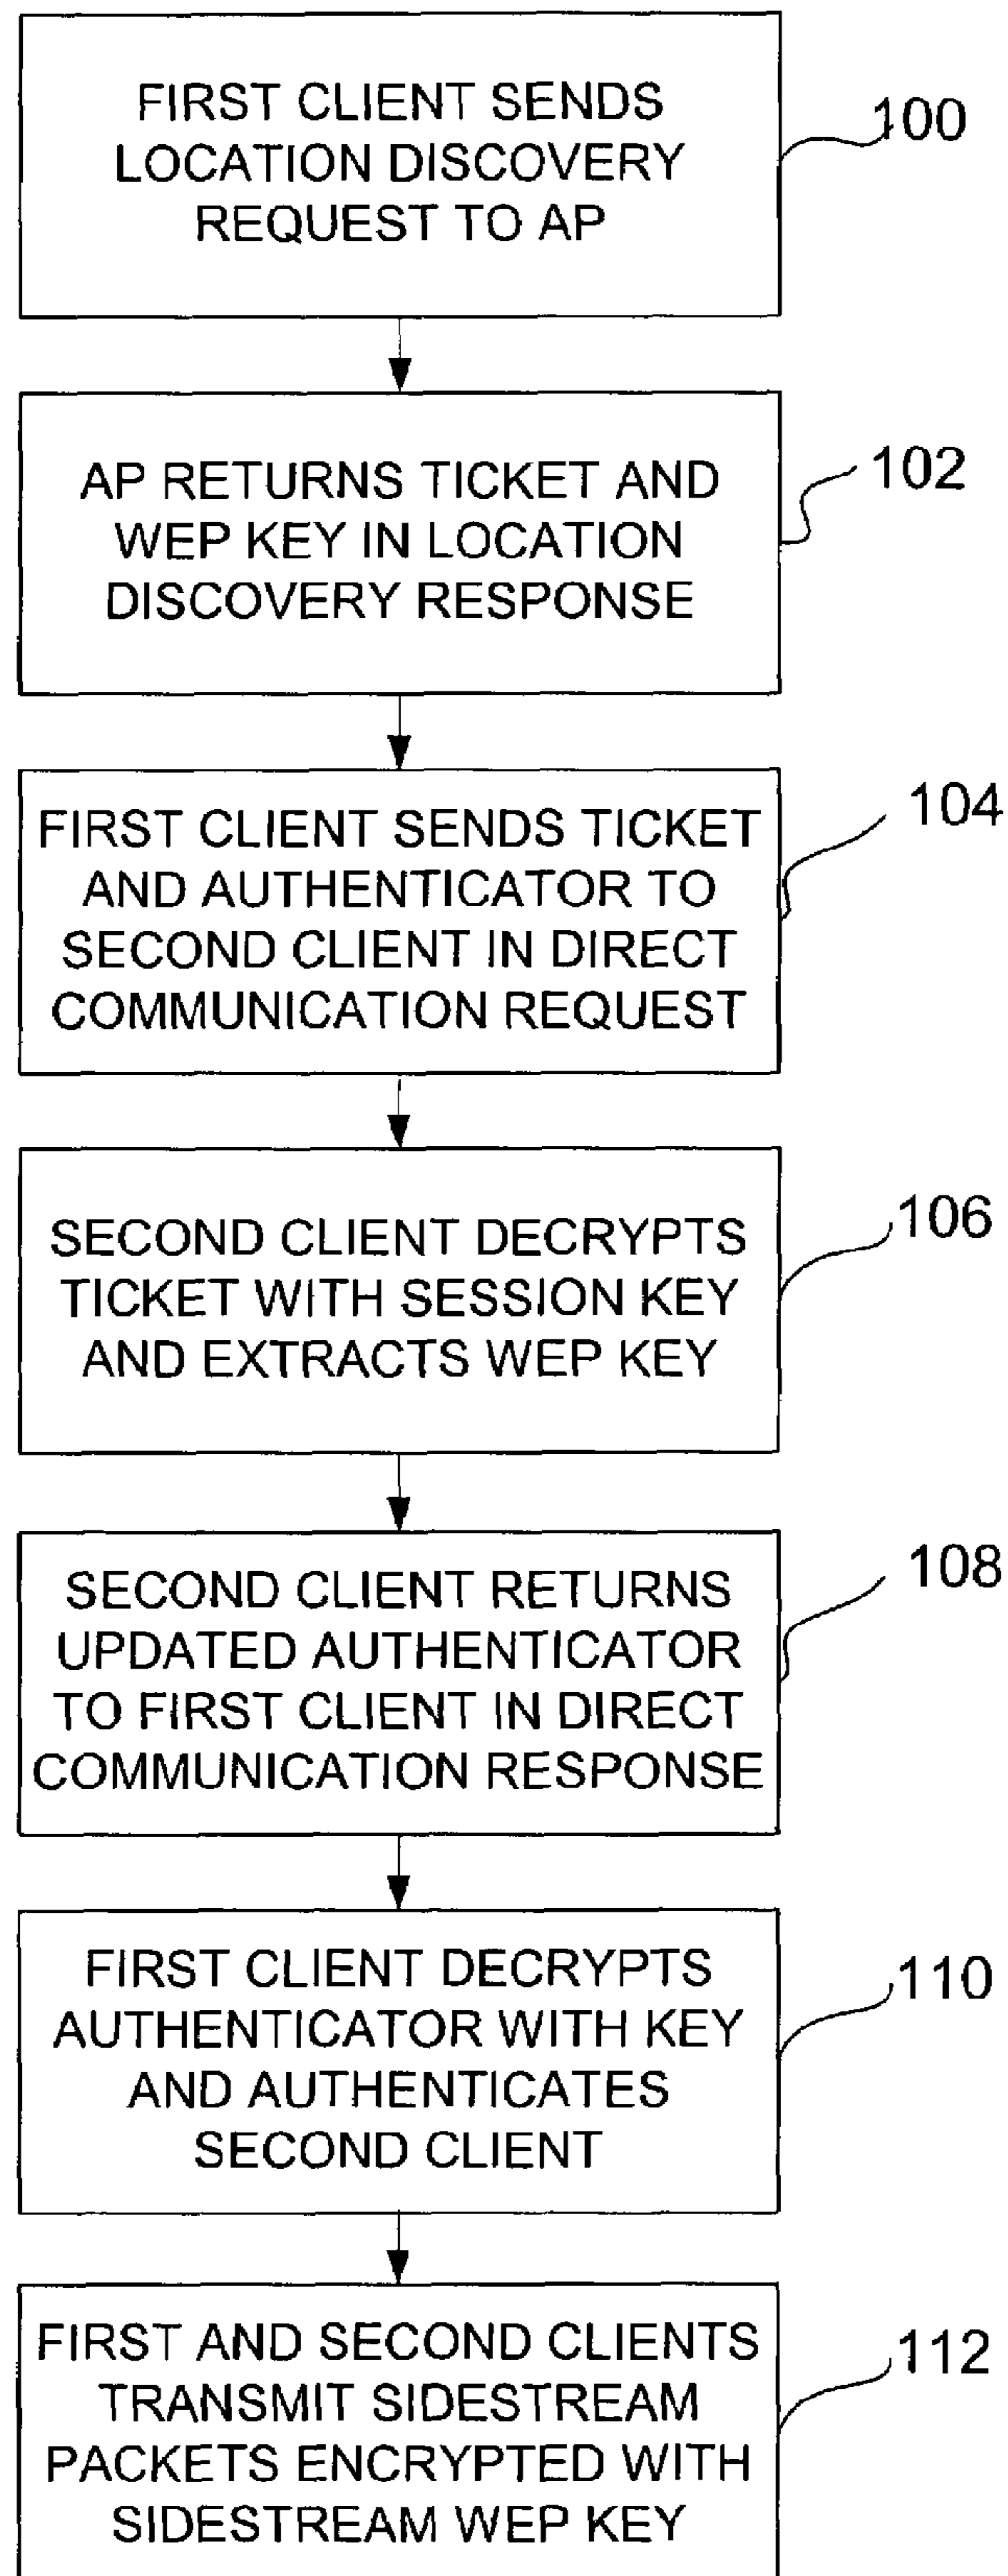 FIRST CLIENT SENDS
LOCATION DISCOVERY
REQUEST TO AP
100
AP RETURNS TICKET AND
WEP KEY IN LOCATION
DISCOVERY RESPONSE
102
FIRST CLIENT SENDS TICKET
AND AUTHENTICATOR TO
SECOND CLIENT IN DIRECT
COMMUNICATION REQUEST
104
SECOND CLIENT DECRYPTS
TICKET WITH SESSION KEY
AND EXTRACTS WEP KEY
106
SECOND CLIENT RETURNS
UPDATED AUTHENTICATOR
TO FIRST CLIENT IN DIRECT
COMMUNICATION RESPONSE
108
FIRST CLIENT DECRYPTS
AUTHENTICATOR WITH KEY
AND AUTHENTICATES
SECOND CLIENT
110
FIRST AND SECOND CLIENTS
TRANSMIT SIDESTREAM
PACKETS ENCRYPTED WITH
SIDESTREAM WEP KEY
112